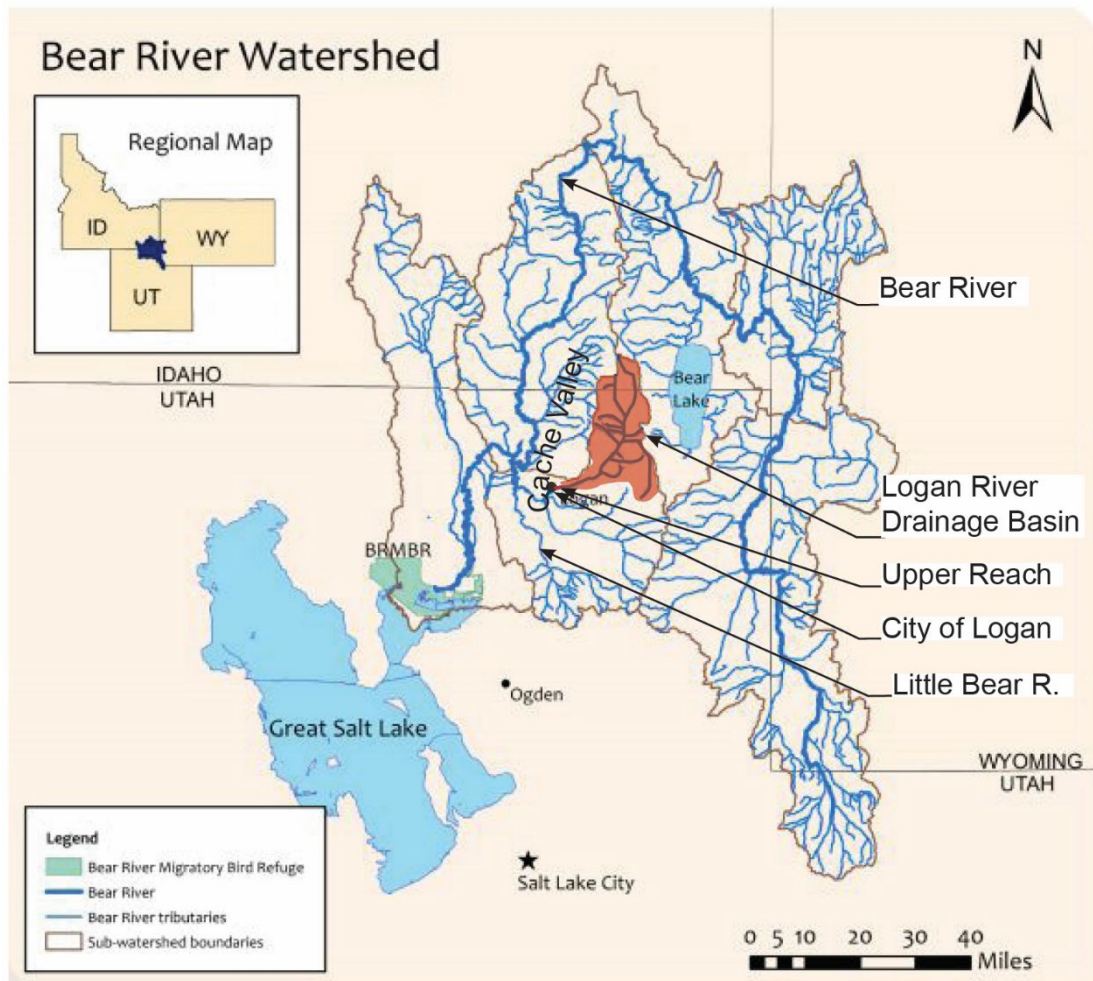 Bear River Watershed
N
Regional Map
ID
WY
UT
Bear River
IDAHO
UTAH
Cache Valley
Bear
Lake
Logan River
Drainage Basin
Logan
BRMBR
Upper Reach
City of Logan
Little Bear R.
Ogden
Great Salt Lake
WYOMING
UTAH
Salt Lake City
Legend
Bear River Migratory Bird Refuge
Bear River
Bear River tributaries
Sub-watershed boundaries
0 5 10 20 30 40
Miles